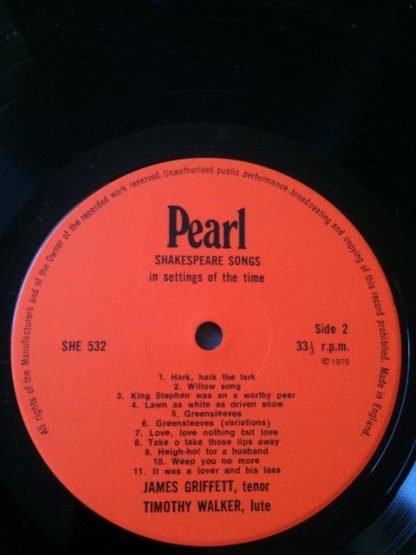 All rights of the Manufacturers and of the Owner of the recorded work reserved. Unauthorised public performance, broadcasting and copying of this record prohibited. Made in England.
Pearl
SHAKESPEARE SONGS
in settings of the time
Side 2
SHE 532
33⅓ r.p.m.
℗ 1976
1. Hark, hark the lark
2. Willow song
3. King Stephen was an a worthy peer
4. Lawn as white as driven snow
5. Greensleeves
6. Greensleeves (variations)
7. Love, love nothing but love
8. Take o take those lips away
9. Heigh-ho! for a husband
10. Weep you no more
11. It was a lover and his lass
JAMES GRIFFETT, tenor
TIMOTHY WALKER, lute